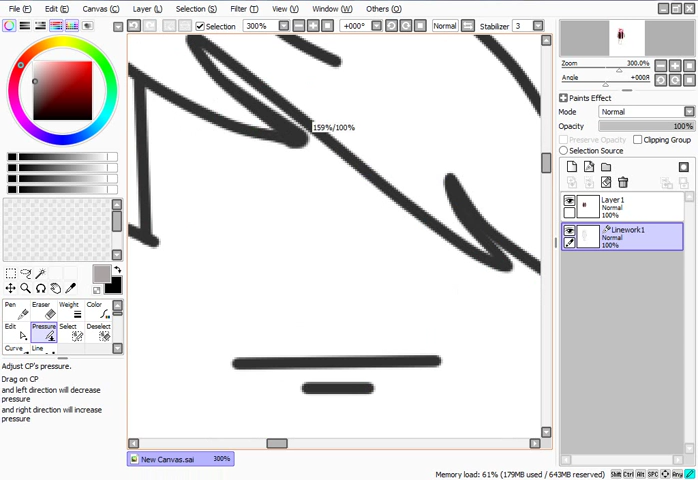 File (F) Edit (E) Canvas (C) Layer (L) Selection (S) Filter (T) View (V) Window (W) Others (O)
Selection 300% +000° Normal Stabilizer 3
159%/100%
Zoom 300.0%
Angle +000R
Paints Effect
Mode Normal
Opacity 100%
Preserve Opacity Clipping Group
Selection Source
Layer1
Normal
100%
Linework1
Normal
100%
Pen Eraser Weight Color
Edit Pressure Select Deselect
Curve Line
Adjust CP's pressure.
Drag on CP
and left direction will decrease
pressure
and right direction will increase
pressure
New Canvas.sai 300%
Memory load: 61% (179MB used / 643MB reserved) Shift Ctrl Alt SPC Any